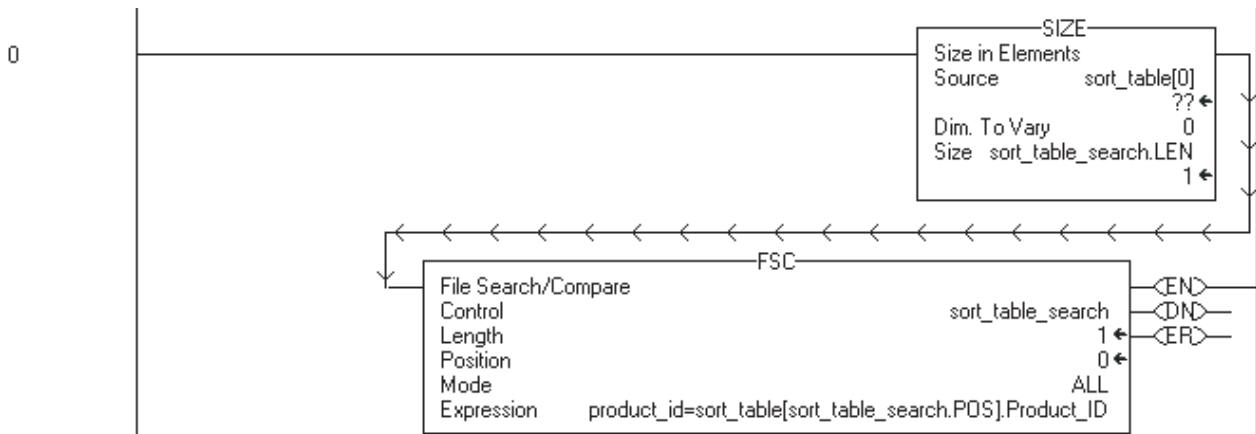 SIZE
0
Size in Elements
Source sort_table[0]
??
Dim. To Vary 0
Size sort_table_search.LEN
1
FSC
File Search/Compare EN
Control sort_table_search DN
Length 1 ER
Position 0
Mode ALL
Expression product_id=sort_table[sort_table_search.POS].Product_ID